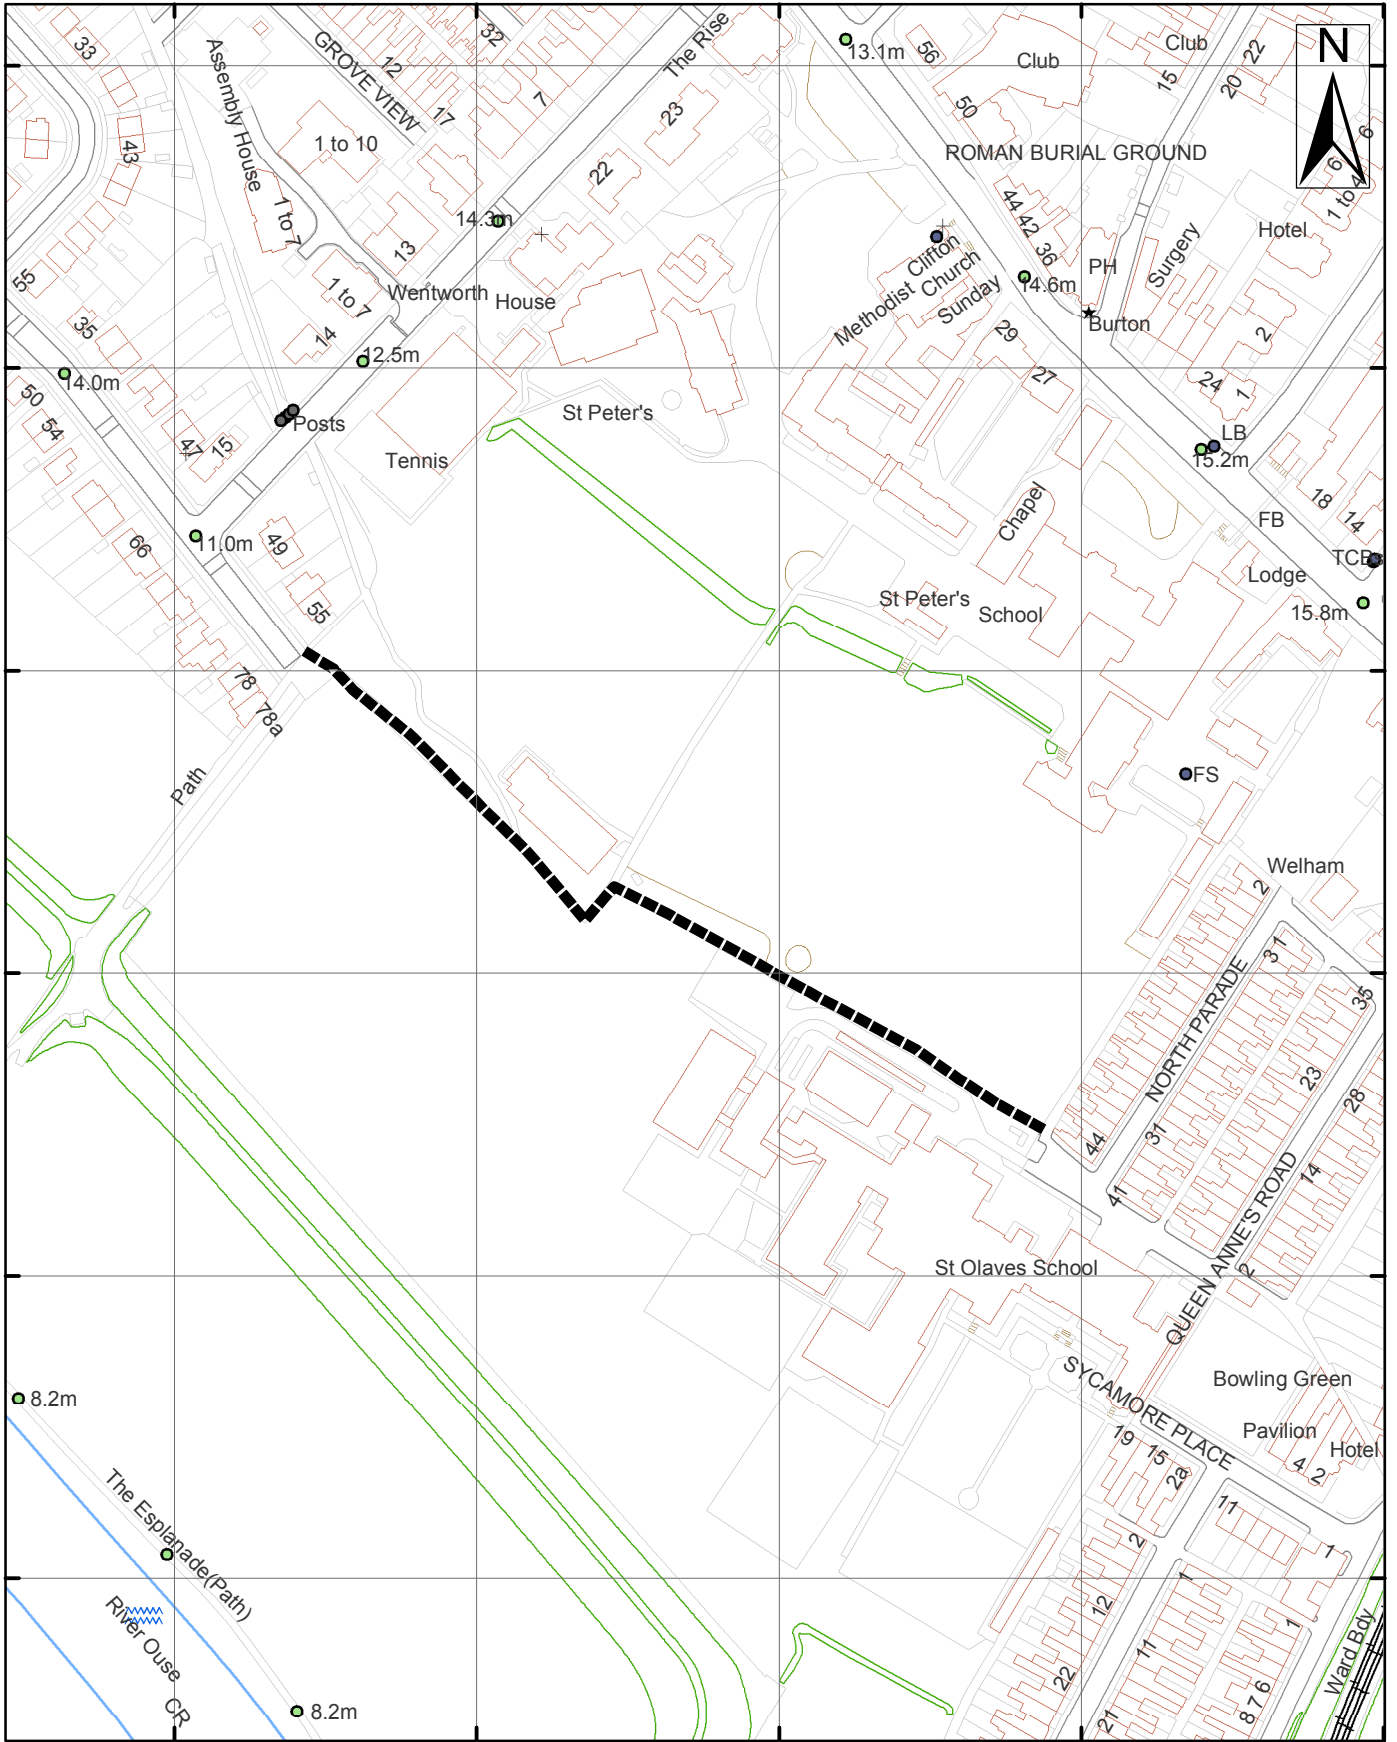 33
GROVE VIEW
12
32
The Rise
13.1m
56
Club
Club
22
N
Assembly House
17
7
23
50
15
20
43
1 to 10
22
ROMAN BURIAL GROUND
6
6
1 to 4
1 to 7
13
14.3m
44
42
36
Hotel
Surgery
55
35
1 to 7
14
Wentworth
House
Clifton
Methodist
Church
Sunday
14.6m
PH
Burton
29
27
2
24
1
14.0m
12.5m
50
54
47
15
Posts
Tennis
St Peter's
LB
15.2m
18
14
FB
TCBs
Chapel
11.0m
66
49
55
St Peter's
School
Lodge
15.8m
78
78a
Path
FS
Welham
2
31
35
NORTH PARADE
23
28
44
31
41
14
QUEEN ANNE'S ROAD
2
St Olaves School
SYCAMORE PLACE
Bowling Green
Pavilion
Hotel
4
2
19
15
2a
8.2m
The Esplanade(Path)
River Ouse
CR
8.2m
11
2
1
1
12
1
11
22
21
8
7
6
Ward Bdy